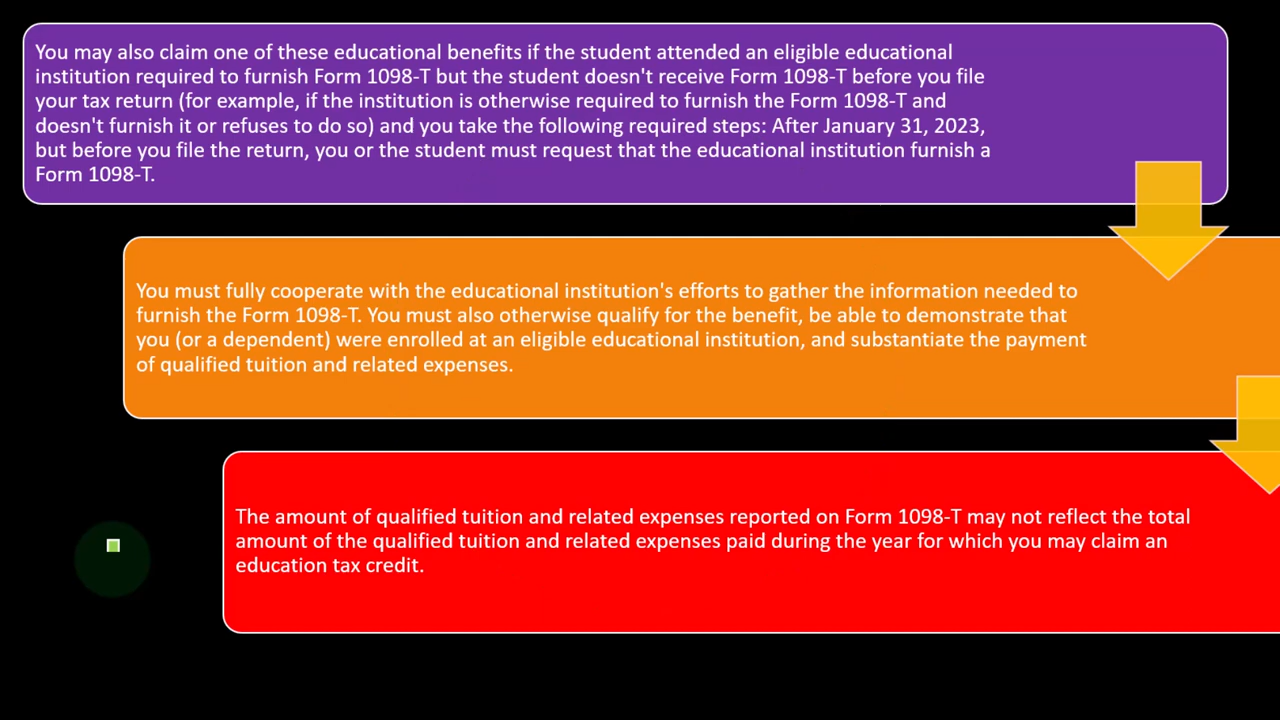 You may also claim one of these educational benefits if the student attended an eligible educational
institution required to furnish Form 1098-T but the student doesn't receive Form 1098-T before you file
your tax return (for example, if the institution is otherwise required to furnish the Form 1098-T and
doesn't furnish it or refuses to do so) and you take the following required steps: After January 31, 2023,
but before you file the return, you or the student must request that the educational institution furnish a
Form 1098-T.
You must fully cooperate with the educational institution's efforts to gather the information needed to
furnish the Form 1098-T. You must also otherwise qualify for the benefit, be able to demonstrate that
you (or a dependent) were enrolled at an eligible educational institution, and substantiate the payment
of qualified tuition and related expenses.
The amount of qualified tuition and related expenses reported on Form 1098-T may not reflect the total
amount of the qualified tuition and related expenses paid during the year for which you may claim an
education tax credit.